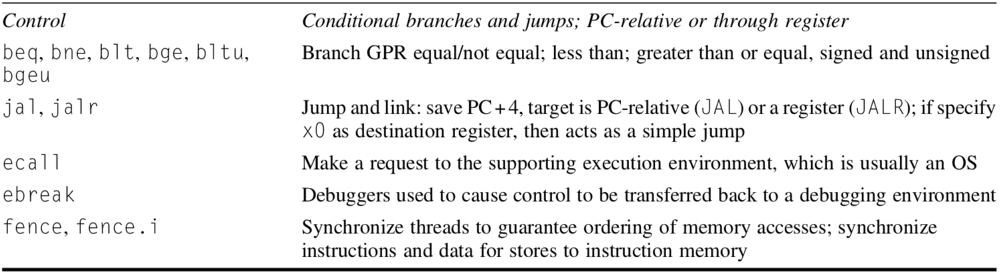 Control Conditional branches and jumps; PC-relative or through register
beq, bne, blt, bge, bltu, Branch GPR equal/not equal; less than; greater than or equal, signed and unsigned
bgeu
jal, jalr Jump and link: save PC+4, target is PC-relative (JAL) or a register (JALR); if specify
x0 as destination register, then acts as a simple jump
ecall Make a request to the supporting execution environment, which is usually an OS
ebreak Debuggers used to cause control to be transferred back to a debugging environment
fence, fence.i Synchronize threads to guarantee ordering of memory accesses; synchronize
instructions and data for stores to instruction memory